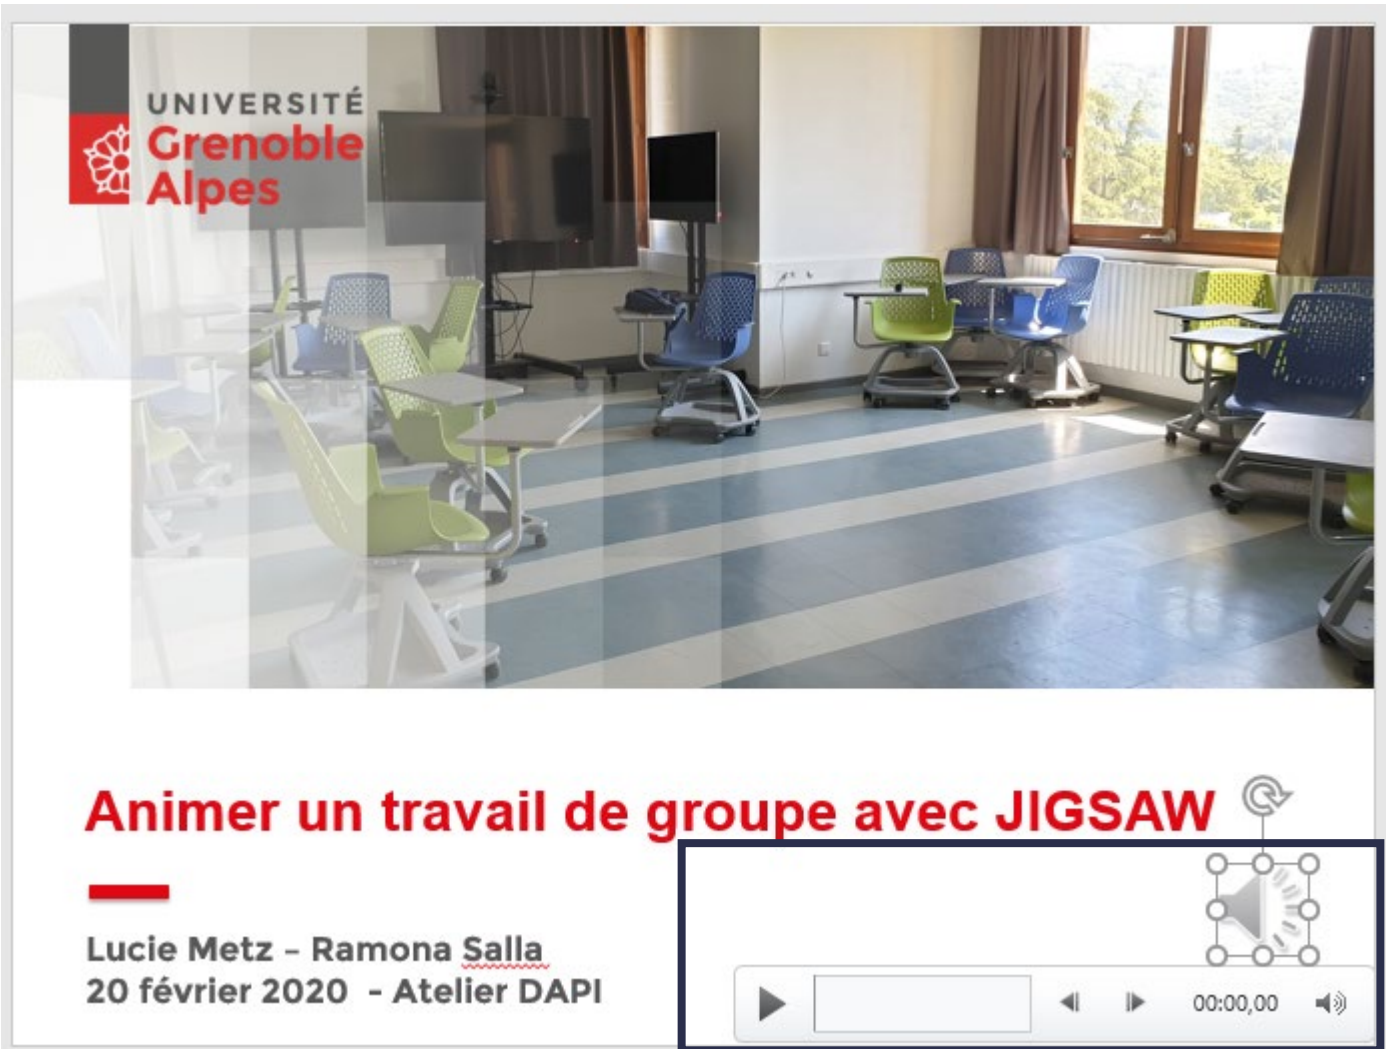 UNIVERSITÉ
Grenoble
Alpes
Animer un travail de groupe avec JIGSAW
Lucie Metz – Ramona Salla
20 février 2020 - Atelier DAPI
00:00,00